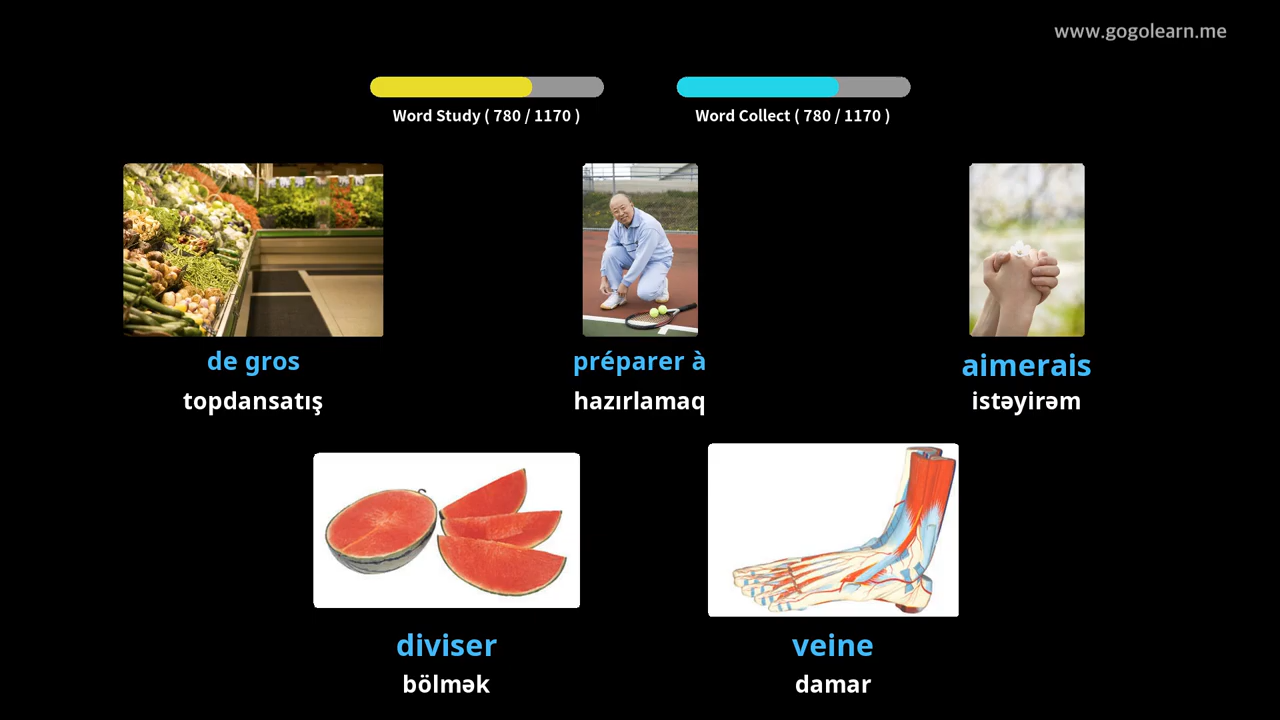 www.gogolearn.me
Word Study ( 780 / 1170 )
Word Collect ( 780 / 1170 )
de gros
topdansatış
préparer à
hazırlamaq
aimerais
istəyirəm
diviser
bölmək
veine
damar